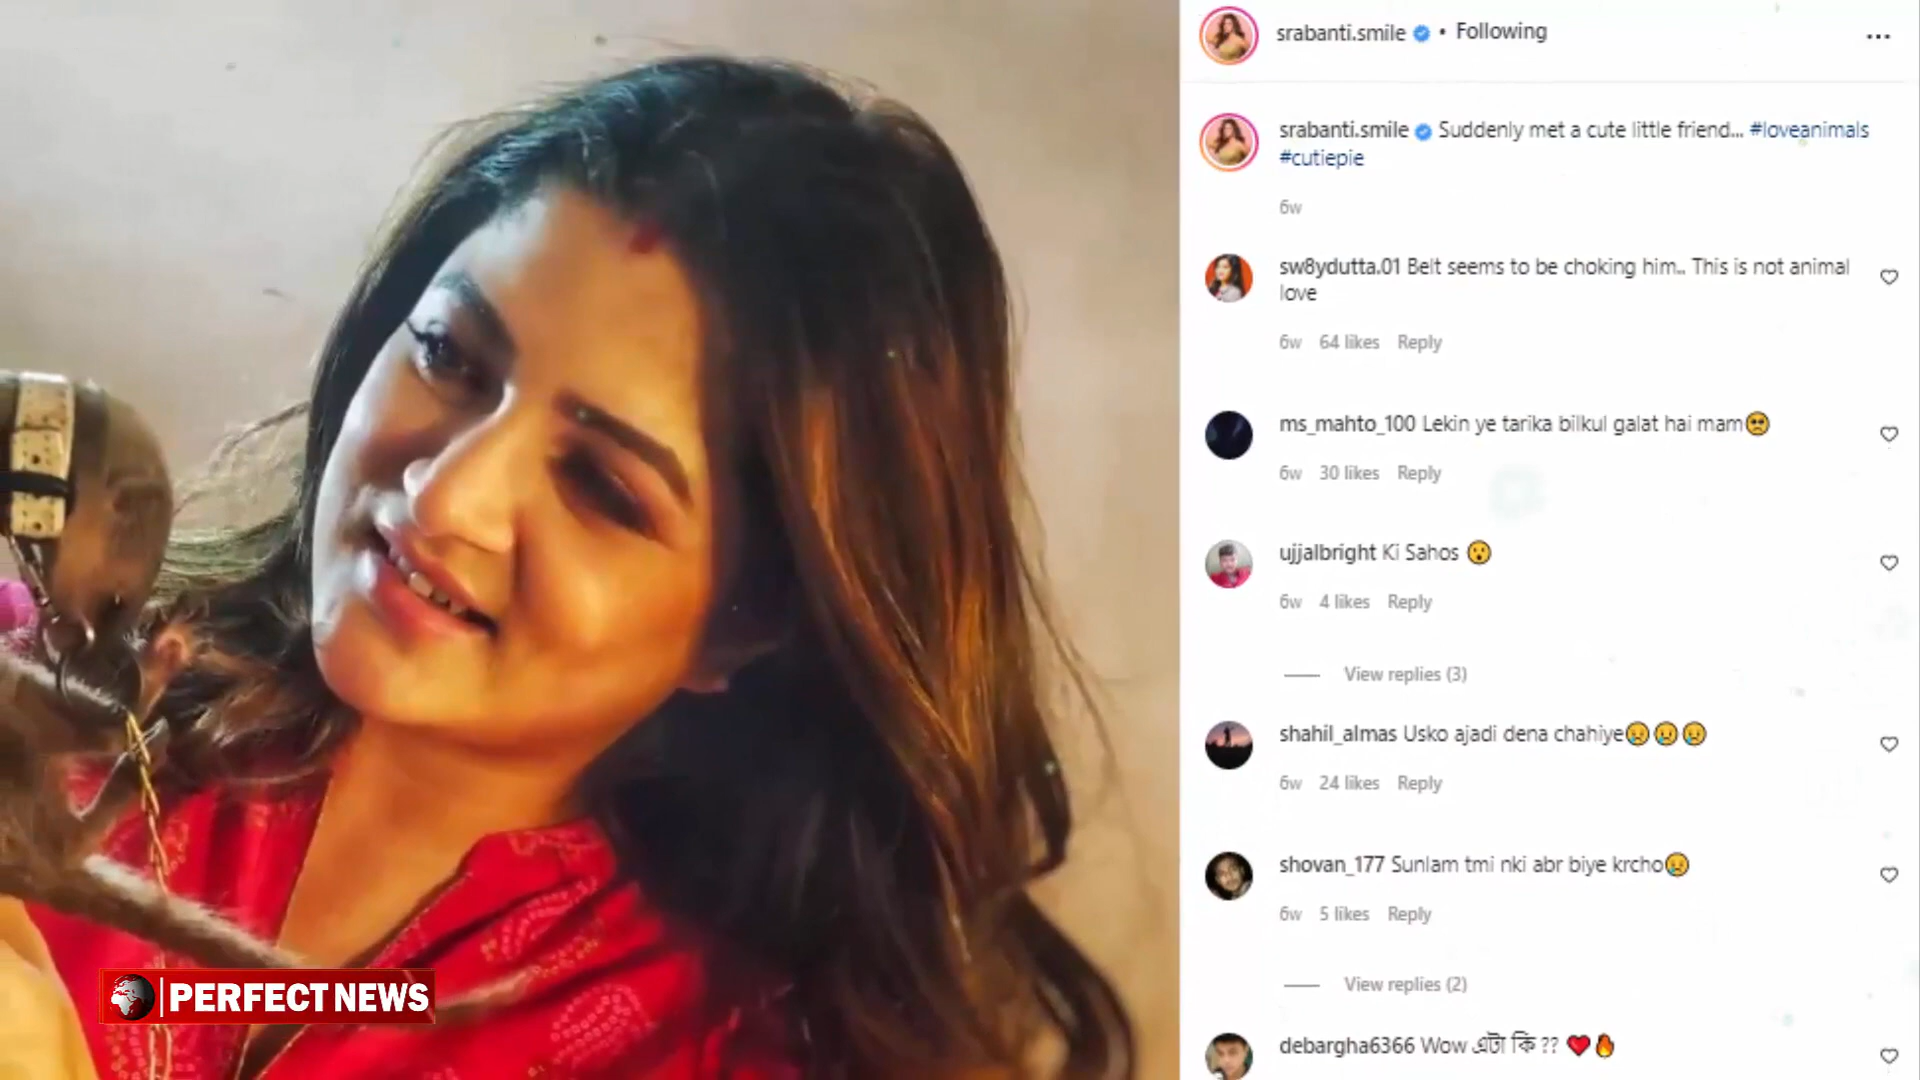 srabanti.smile • Following
srabanti.smile Suddenly met a cute little friend... #loveanimals
#cutiepie
6w
sw8ydutta.01 Belt seems to be choking him.. This is not animal
love
6w 64 likes Reply
ms_mahto_100 Lekin ye tarika bilkul galat hai mam🥺
6w 30 likes Reply
ujjalbright Ki Sahos 😮
6w 4 likes Reply
View replies (3)
shahil_almas Usko ajadi dena chahiye😢😢😢
6w 24 likes Reply
shovan_177 Sunlam tmi nki abr biye krcho😢
6w 5 likes Reply
View replies (2)
debargha6366 Wow এটা কি ?? ❤️🔥
PERFECT NEWS